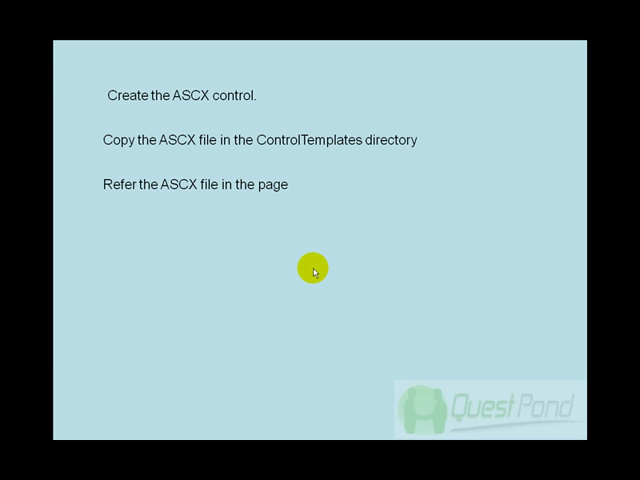 Create the ASCX control.
Copy the ASCX file in the ControlTemplates directory
Refer the ASCX file in the page
QuestPond